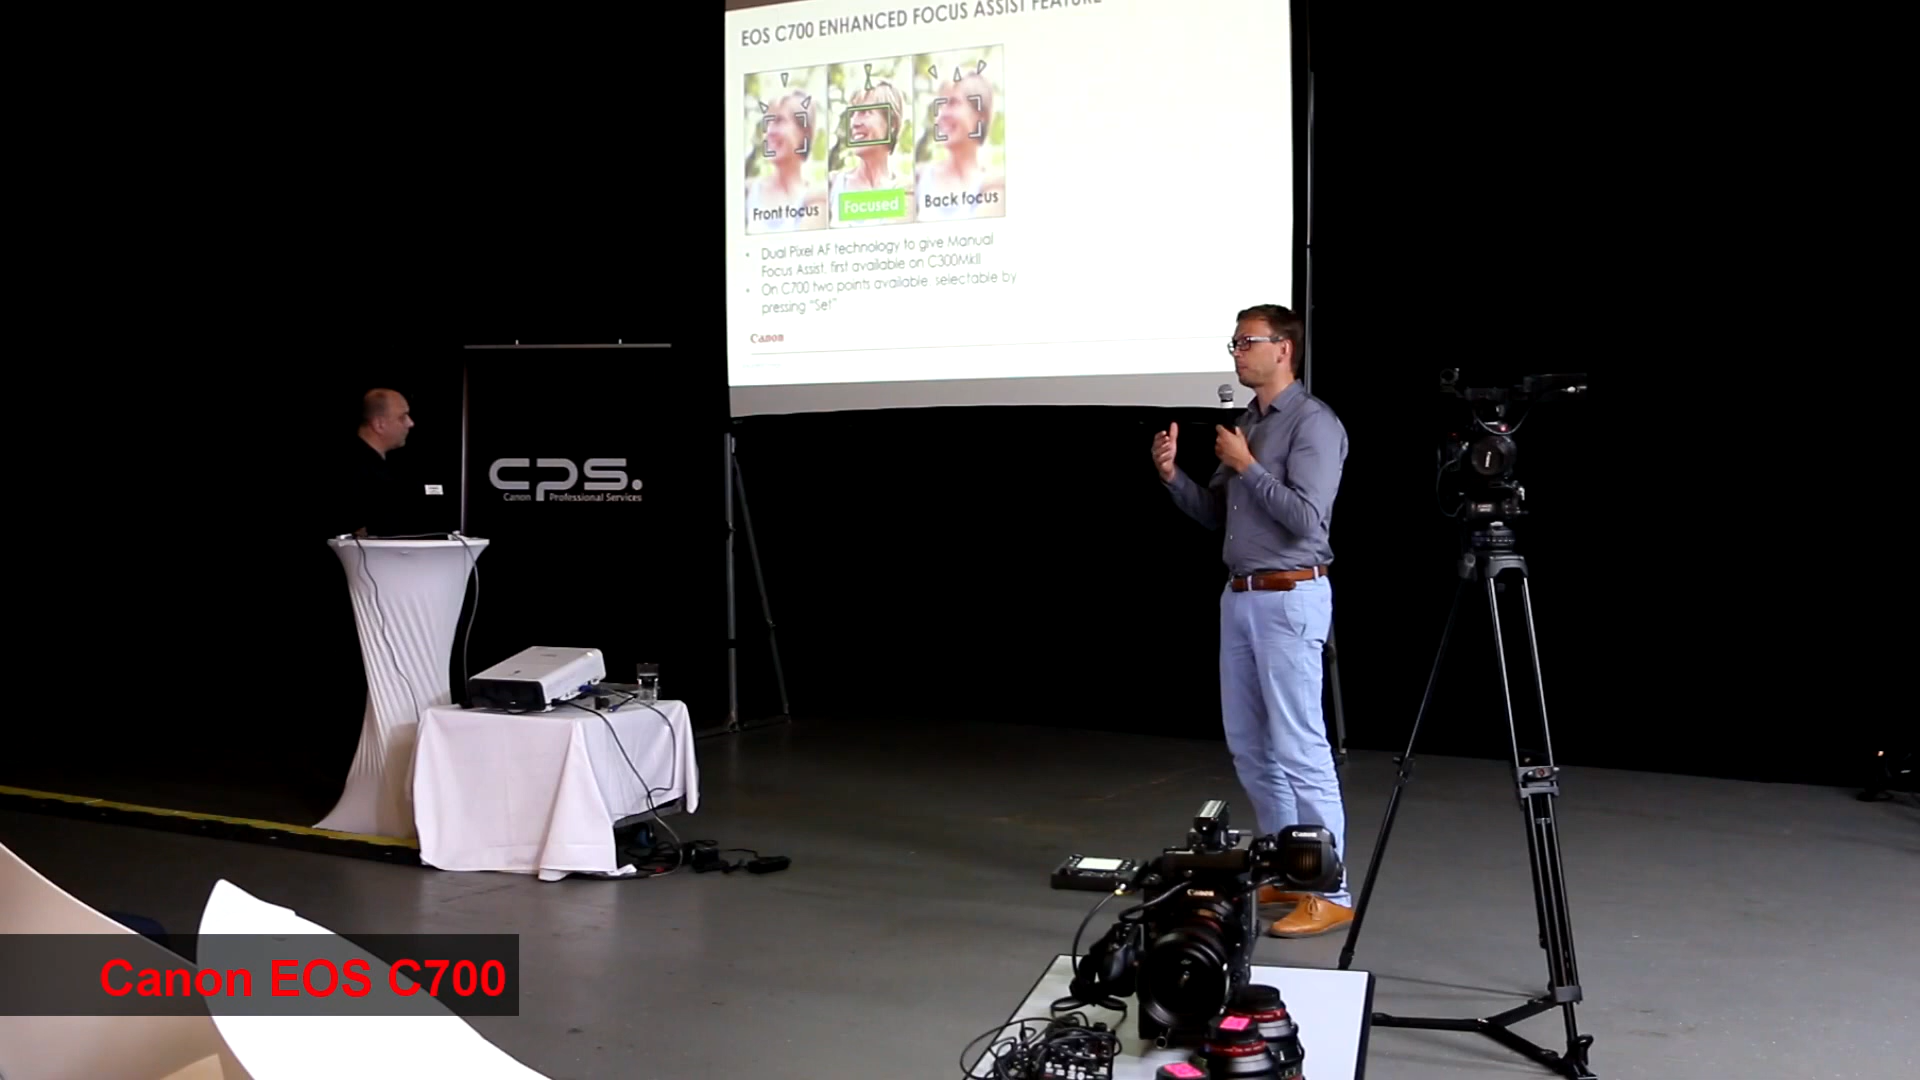 EOS C700 ENHANCED FOCUS ASSIST FEATURE
Front focus
Focused
Back focus
• Dual Pixel AF technology to give Manual
Focus Assist, first available on C300MkII
• On C700 two points available, selectable by
pressing "Set"
Canon
cps.
Canon Professional Services
Canon
Canon
Canon
Canon EOS C700